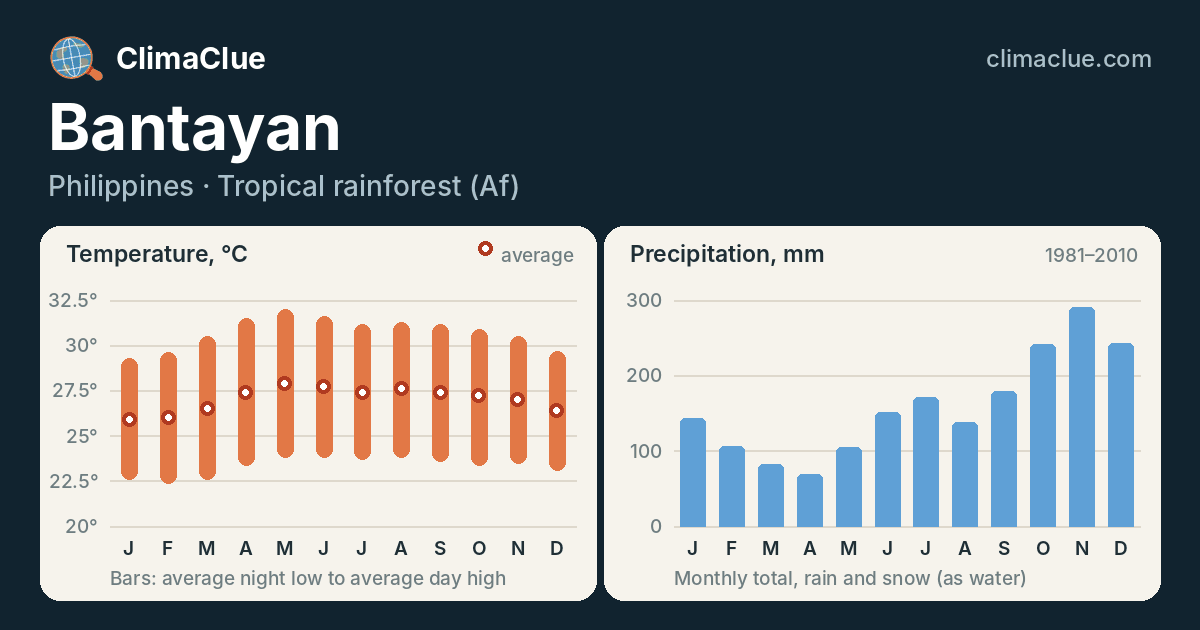 ClimaClue
climaclue.com
Bantayan
Philippines · Tropical rainforest (Af)
Temperature, °C
average
32.5°
30°
27.5°
25°
22.5°
20°
J F M A M J J A S O N D
Bars: average night low to average day high
Precipitation, mm
1981–2010
300
200
100
0
J F M A M J J A S O N D
Monthly total, rain and snow (as water)